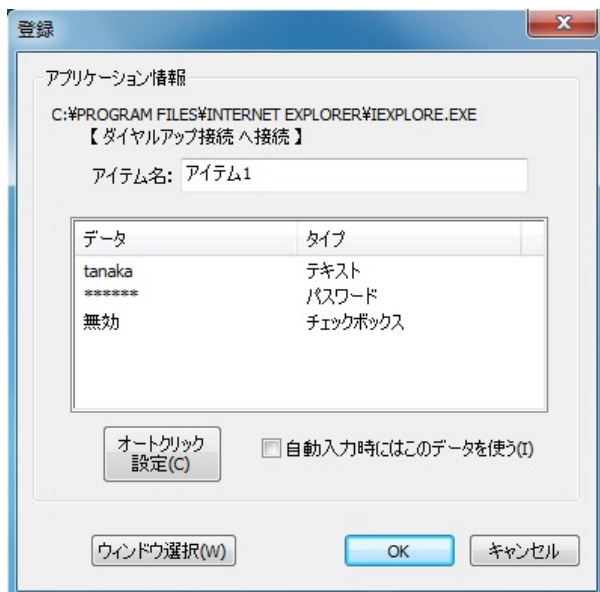 登録
アプリケーション情報
C:¥PROGRAM FILES¥INTERNET EXPLORER¥IEXPLORE.EXE
【 ダイヤルアップ接続 へ接続 】
アイテム名: アイテム1
データ タイプ
tanaka テキスト
****** パスワード
無効 チェックボックス
オートクリック
設定(C)
自動入力時にはこのデータを使う(I)
ウィンドウ選択(W) OK キャンセル